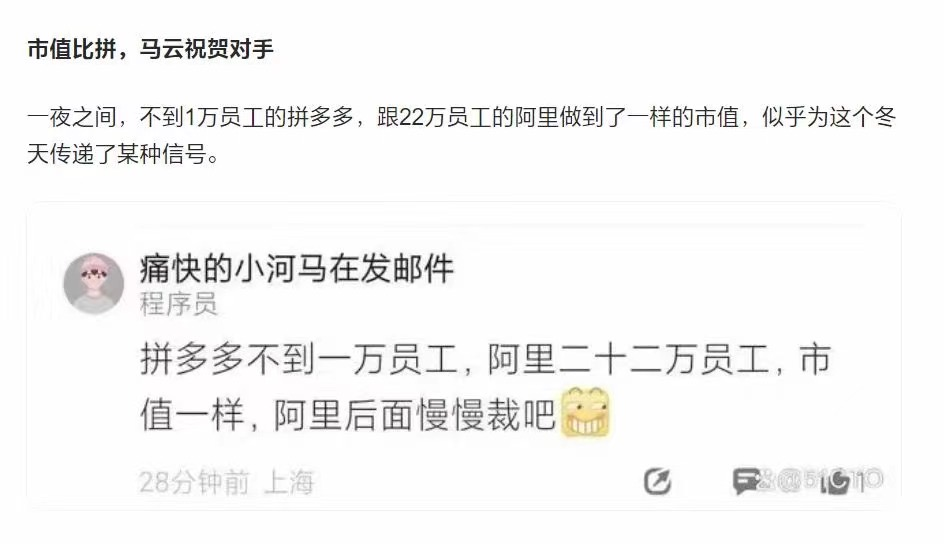 市值比拼，马云祝贺对手
一夜之间，不到1万员工的拼多多，跟22万员工的阿里做到了一样的市值，似乎为这个冬
天传递了某种信号。
痛快的小河马在发邮件
程序员
拼多多不到一万员工，阿里二十二万员工，市
值一样，阿里后面慢慢裁吧
28分钟前 上海